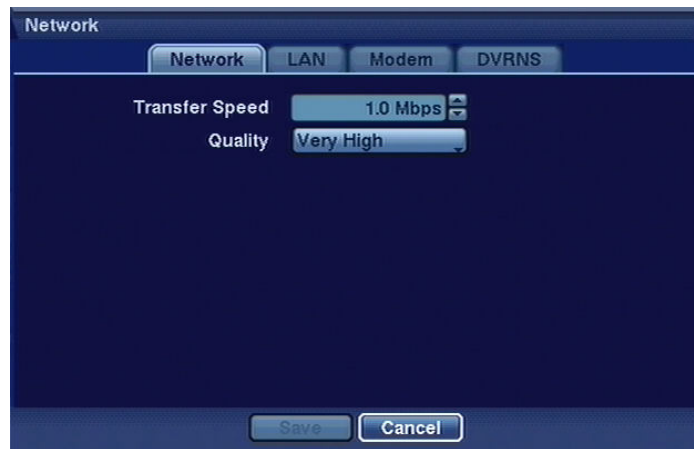 Network
Network LAN Modem DVRNS
Transfer Speed 1.0 Mbps
Quality Very High
Save Cancel